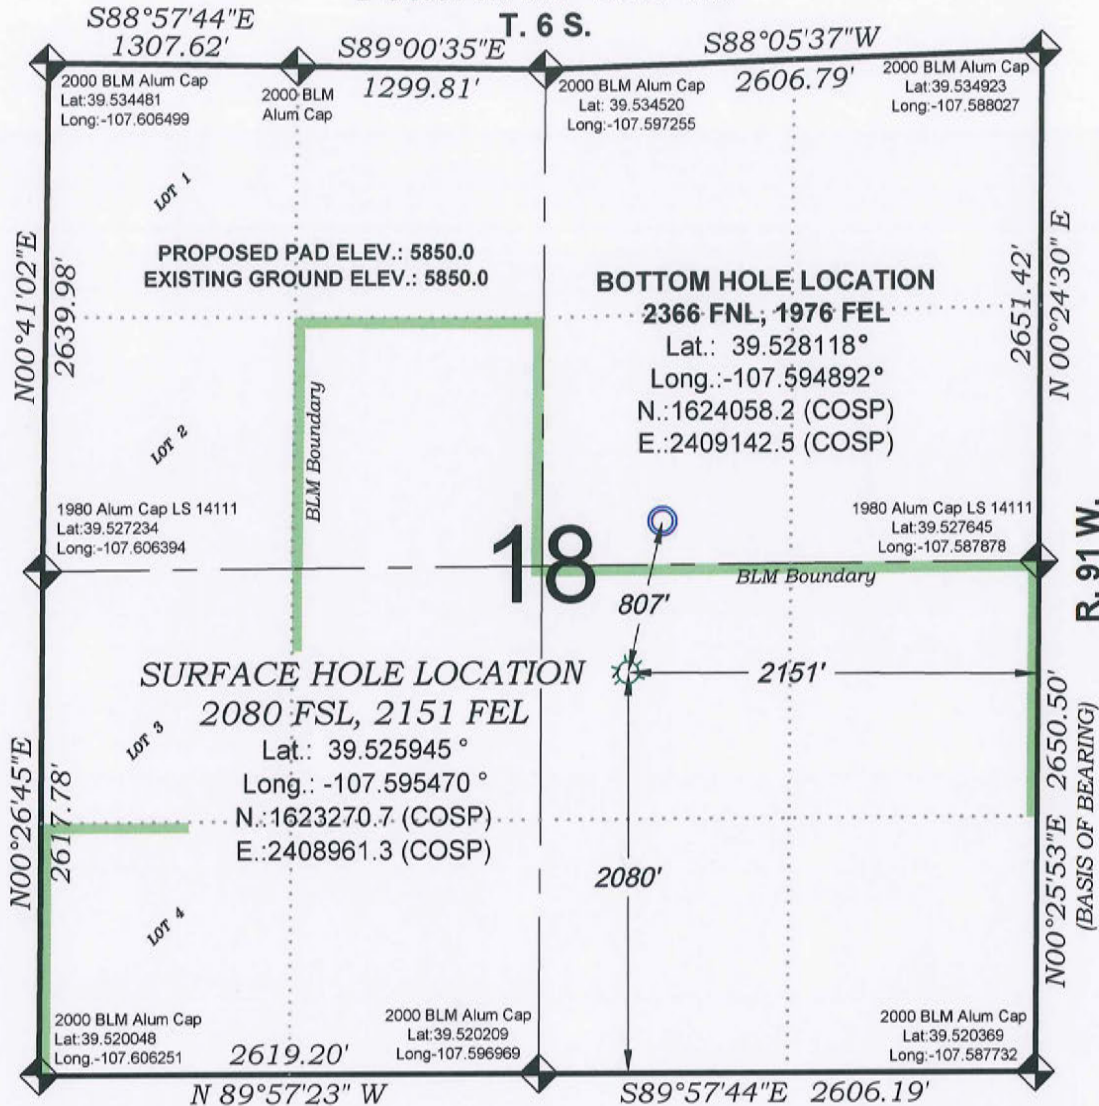 T. 6 S.
S88°57'44"E
1307.62'
S89°00'35"E
1299.81'
S88°05'37"W
2606.79'
2000 BLM Alum Cap
Lat:39.534481
Long:-107.606499
2000 BLM
Alum Cap
2000 BLM Alum Cap
Lat: 39.534520
Long:-107.597255
2000 BLM Alum Cap
Lat:39.534923
Long:-107.588027
LOT 1
N00°41'02"E
2639.98'
PROPOSED PAD ELEV.: 5850.0
EXISTING GROUND ELEV.: 5850.0
BOTTOM HOLE LOCATION
2366 FNL, 1976 FEL
Lat.: 39.528118°
Long.:-107.594892°
N.:1624058.2 (COSP)
E.:2409142.5 (COSP)
2651.42'
N 00°24'30" E
LOT 2
BLM Boundary
1980 Alum Cap LS 14111
Lat:39.527234
Long:-107.606394
1980 Alum Cap LS 14111
Lat:39.527645
Long:-107.587878
18
BLM Boundary
R. 91 W.
807'
SURFACE HOLE LOCATION
2080 FSL, 2151 FEL
Lat.: 39.525945 °
Long.: -107.595470 °
N.:1623270.7 (COSP)
E.:2408961.3 (COSP)
2151'
LOT 3
N00°26'45"E
2617.78'
2080'
N00°25'53"E 2650.50'
(BASIS OF BEARING)
LOT 4
2000 BLM Alum Cap
Lat:39.520048
Long.-107.606251
2619.20'
2000 BLM Alum Cap
Lat:39.520209
Long-107.596969
2000 BLM Alum Cap
Lat:39.520369
Long:-107.587732
N 89°57'23" W
S89°57'44"E 2606.19'